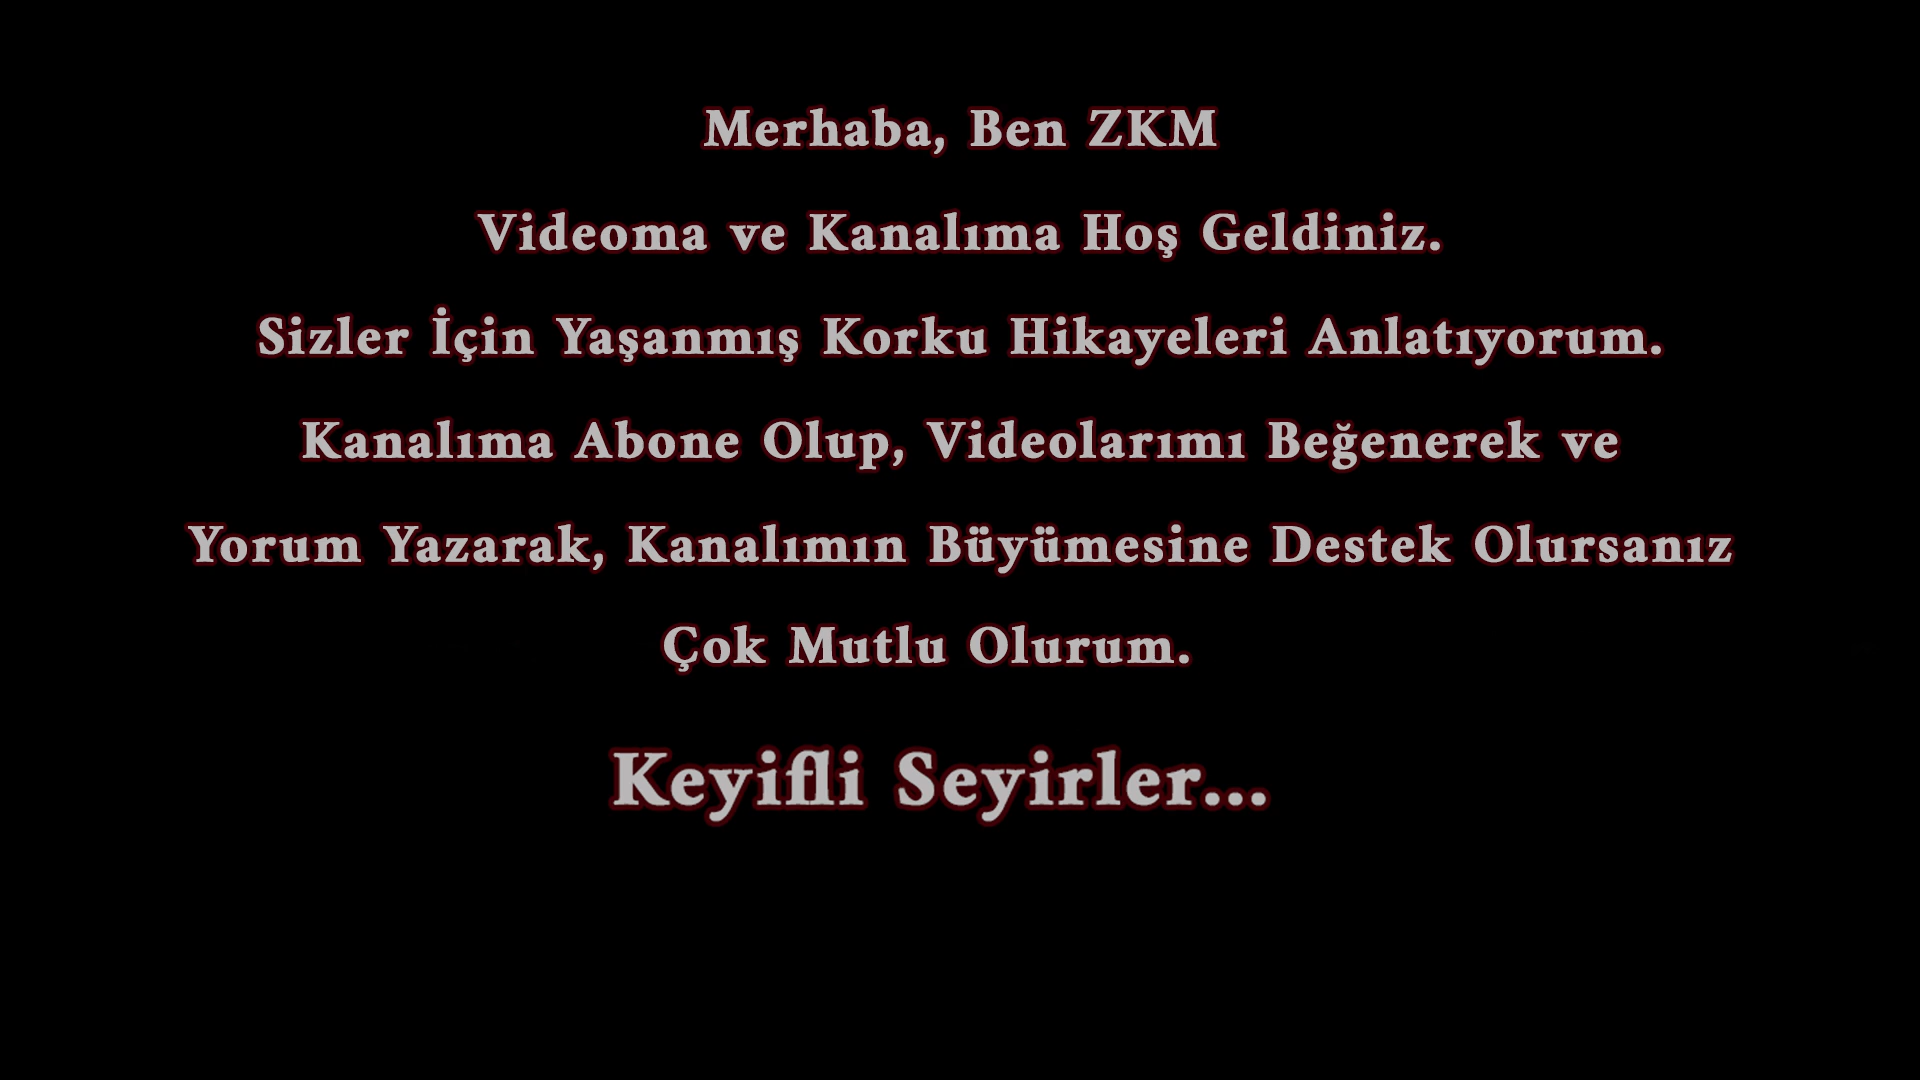 Merhaba, Ben ZKM
Videoma ve Kanalıma Hoş Geldiniz.
Sizler İçin Yaşanmış Korku Hikayeleri Anlatıyorum.
Kanalıma Abone Olup, Videolarımı Beğenerek ve
Yorum Yazarak, Kanalımın Büyümesine Destek Olursanız
Çok Mutlu Olurum.
Keyifli Seyirler...